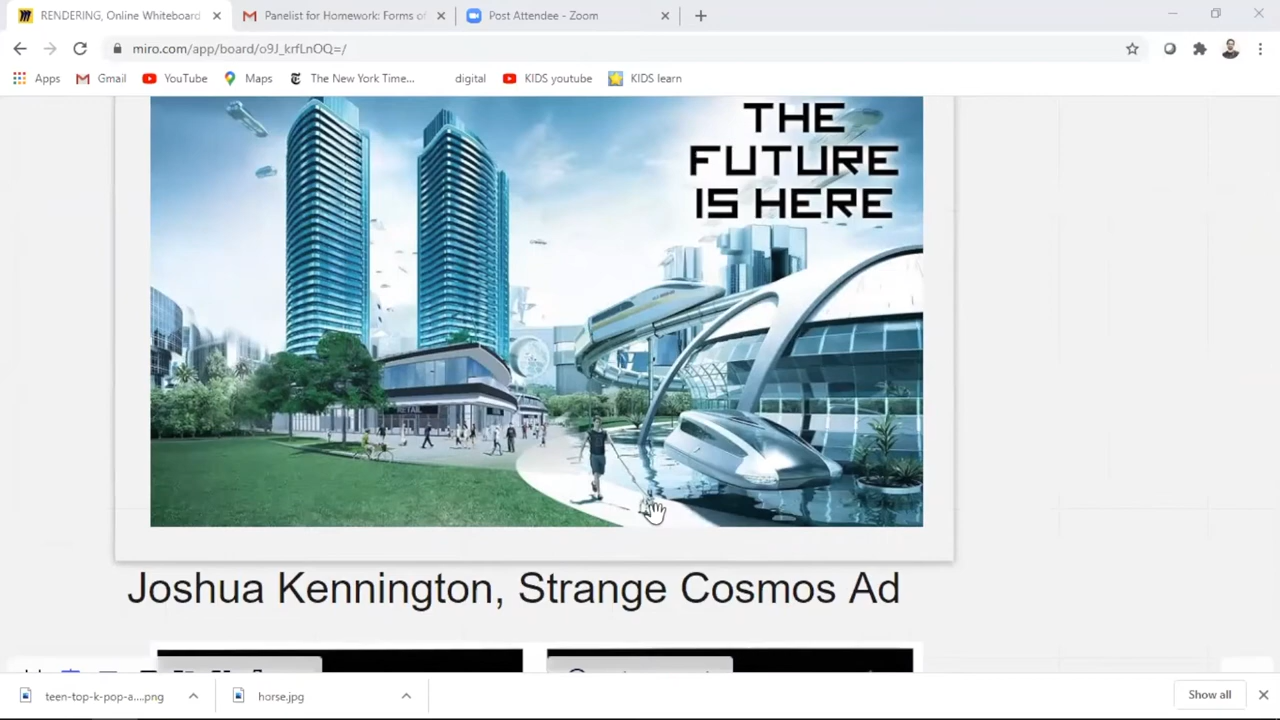 RENDERING, Online Whiteboard
Panelist for Homework: Forms of
Post Attendee - Zoom
miro.com/app/board/o9J_krfLnOQ=/
Apps
Gmail
YouTube
Maps
The New York Time...
digital
KIDS youtube
KIDS learn
THE
FUTURE
IS HERE
RETAIL
Joshua Kennington, Strange Cosmos Ad
teen-top-k-pop-a....png
horse.jpg
Show all